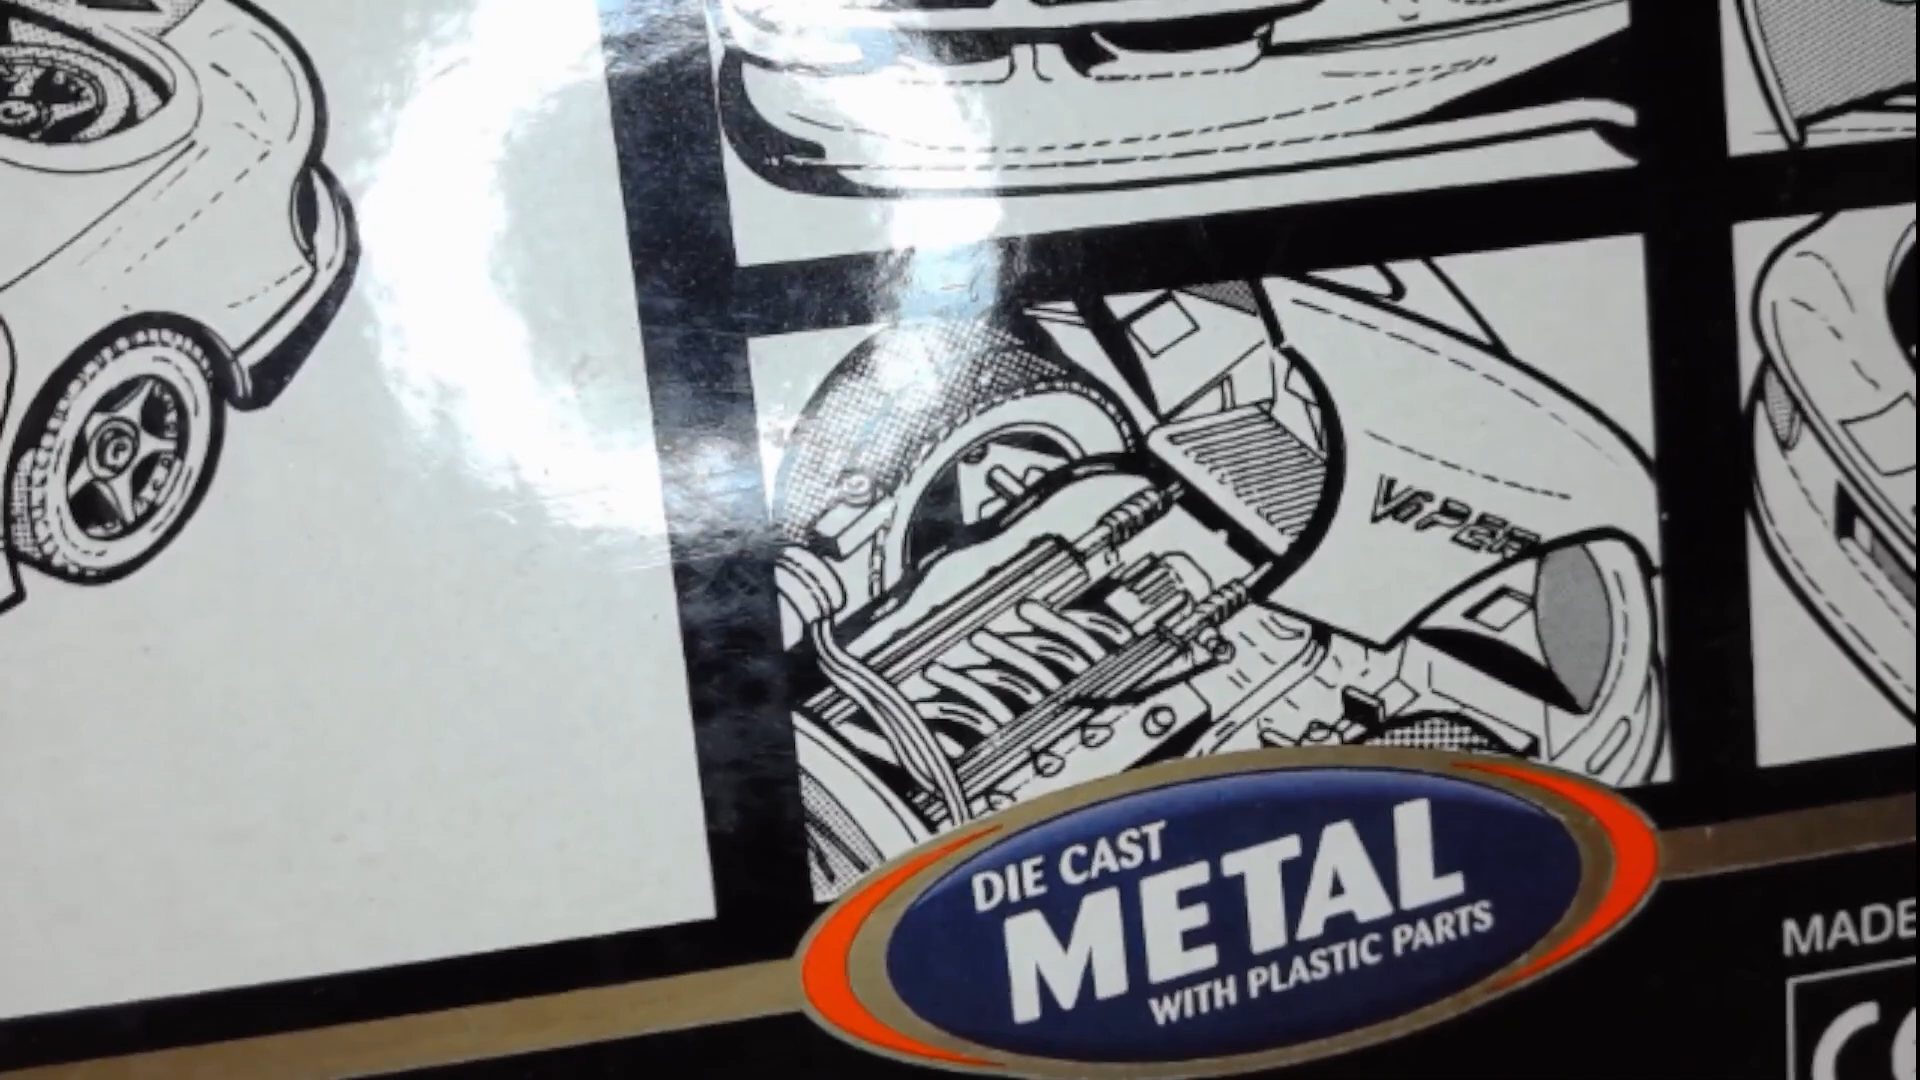 VIPER
DIE CAST
METAL
WITH PLASTIC PARTS
MADE